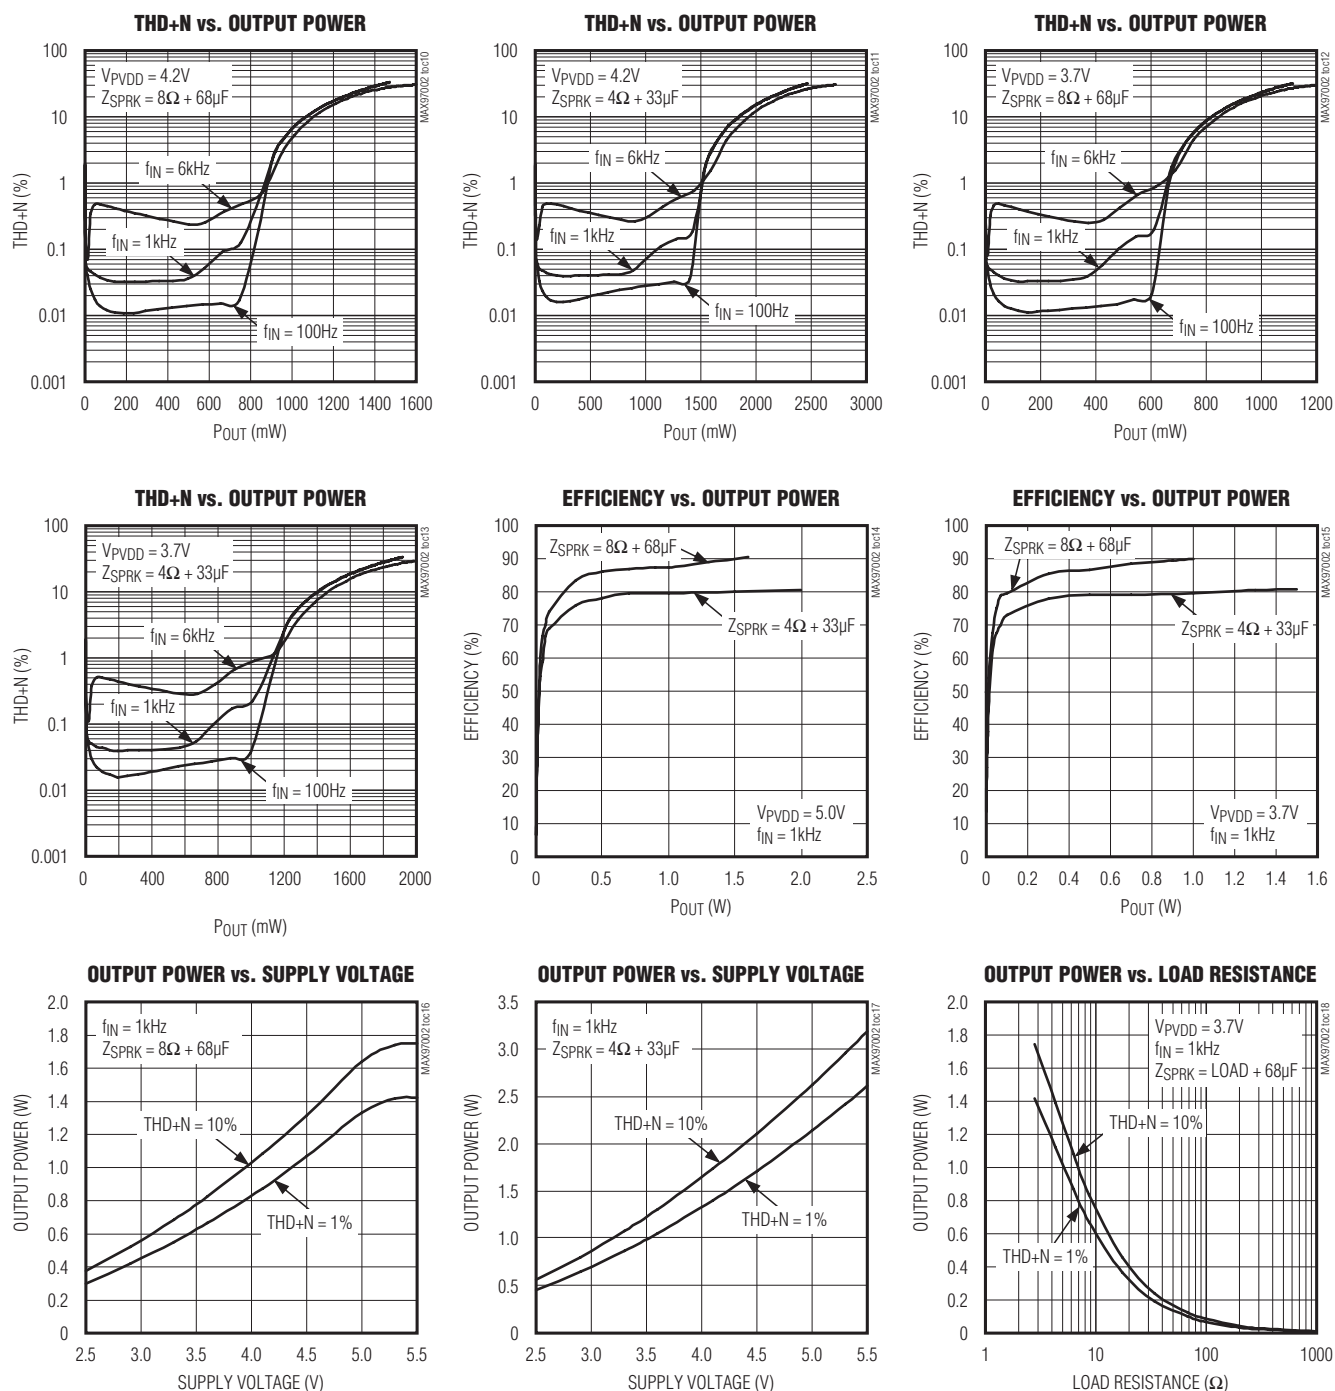 THD+N vs. OUTPUT POWER
MAX97002 toc10
VPVDD = 4.2V
ZSPRK = 8Ω + 68µF
fIN = 6kHz
fIN = 1kHz
fIN = 100Hz
THD+N (%)
100
10
1
0.1
0.01
0.001
0 200 400 600 800 1000 1200 1400 1600
POUT (mW)
THD+N vs. OUTPUT POWER
MAX97002 toc11
VPVDD = 4.2V
ZSPRK = 4Ω + 33µF
fIN = 6kHz
fIN = 1kHz
fIN = 100Hz
THD+N (%)
100
10
1
0.1
0.01
0.001
0 500 1000 1500 2000 2500 3000
POUT (mW)
THD+N vs. OUTPUT POWER
MAX97002 toc12
VPVDD = 3.7V
ZSPRK = 8Ω + 68µF
fIN = 6kHz
fIN = 1kHz
fIN = 100Hz
THD+N (%)
100
10
1
0.1
0.01
0.001
0 200 400 600 800 1000 1200
POUT (mW)
THD+N vs. OUTPUT POWER
MAX97002 toc13
VPVDD = 3.7V
ZSPRK = 4Ω + 33µF
fIN = 6kHz
fIN = 1kHz
fIN = 100Hz
THD+N (%)
100
10
1
0.1
0.01
0.001
0 400 800 1200 1600 2000
POUT (mW)
EFFICIENCY vs. OUTPUT POWER
MAX97002 toc14
ZSPRK = 8Ω + 68µF
ZSPRK = 4Ω + 33µF
VPVDD = 5.0V
fIN = 1kHz
EFFICIENCY (%)
100
90
80
70
60
50
40
30
20
10
0
0 0.5 1.0 1.5 2.0 2.5
POUT (W)
EFFICIENCY vs. OUTPUT POWER
MAX97002 toc15
ZSPRK = 8Ω + 68µF
ZSPRK = 4Ω + 33µF
VPVDD = 3.7V
fIN = 1kHz
EFFICIENCY (%)
100
90
80
70
60
50
40
30
20
10
0
0 0.2 0.4 0.6 0.8 1.0 1.2 1.4 1.6
POUT (W)
OUTPUT POWER vs. SUPPLY VOLTAGE
MAX97002 toc16
fIN = 1kHz
ZSPRK = 8Ω + 68µF
THD+N = 10%
THD+N = 1%
OUTPUT POWER (W)
2.0
1.8
1.6
1.4
1.2
1.0
0.8
0.6
0.4
0.2
0
2.5 3.0 3.5 4.0 4.5 5.0 5.5
SUPPLY VOLTAGE (V)
OUTPUT POWER vs. SUPPLY VOLTAGE
MAX97002 toc17
fIN = 1kHz
ZSPRK = 4Ω + 33µF
THD+N = 10%
THD+N = 1%
OUTPUT POWER (W)
3.5
3.0
2.5
2.0
1.5
1.0
0.5
0
2.5 3.0 3.5 4.0 4.5 5.0 5.5
SUPPLY VOLTAGE (V)
OUTPUT POWER vs. LOAD RESISTANCE
MAX97002 toc18
VPVDD = 3.7V
fIN = 1kHz
ZSPRK = LOAD + 68µF
THD+N = 10%
THD+N = 1%
OUTPUT POWER (W)
2.0
1.8
1.6
1.4
1.2
1.0
0.8
0.6
0.4
0.2
0
1 10 100 1000
LOAD RESISTANCE (Ω)